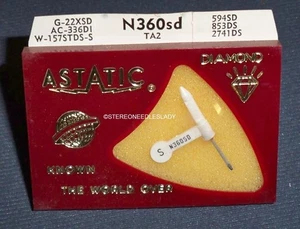 G-22XSD
AC-336DI
W-157STDS-S
N360sd
TA2
594SD
853DS
2741DS
ASTATIC®
DIAMOND
©STEREONEEDLESLADY
S N360SD
KNOWN
THE WORLD OVER